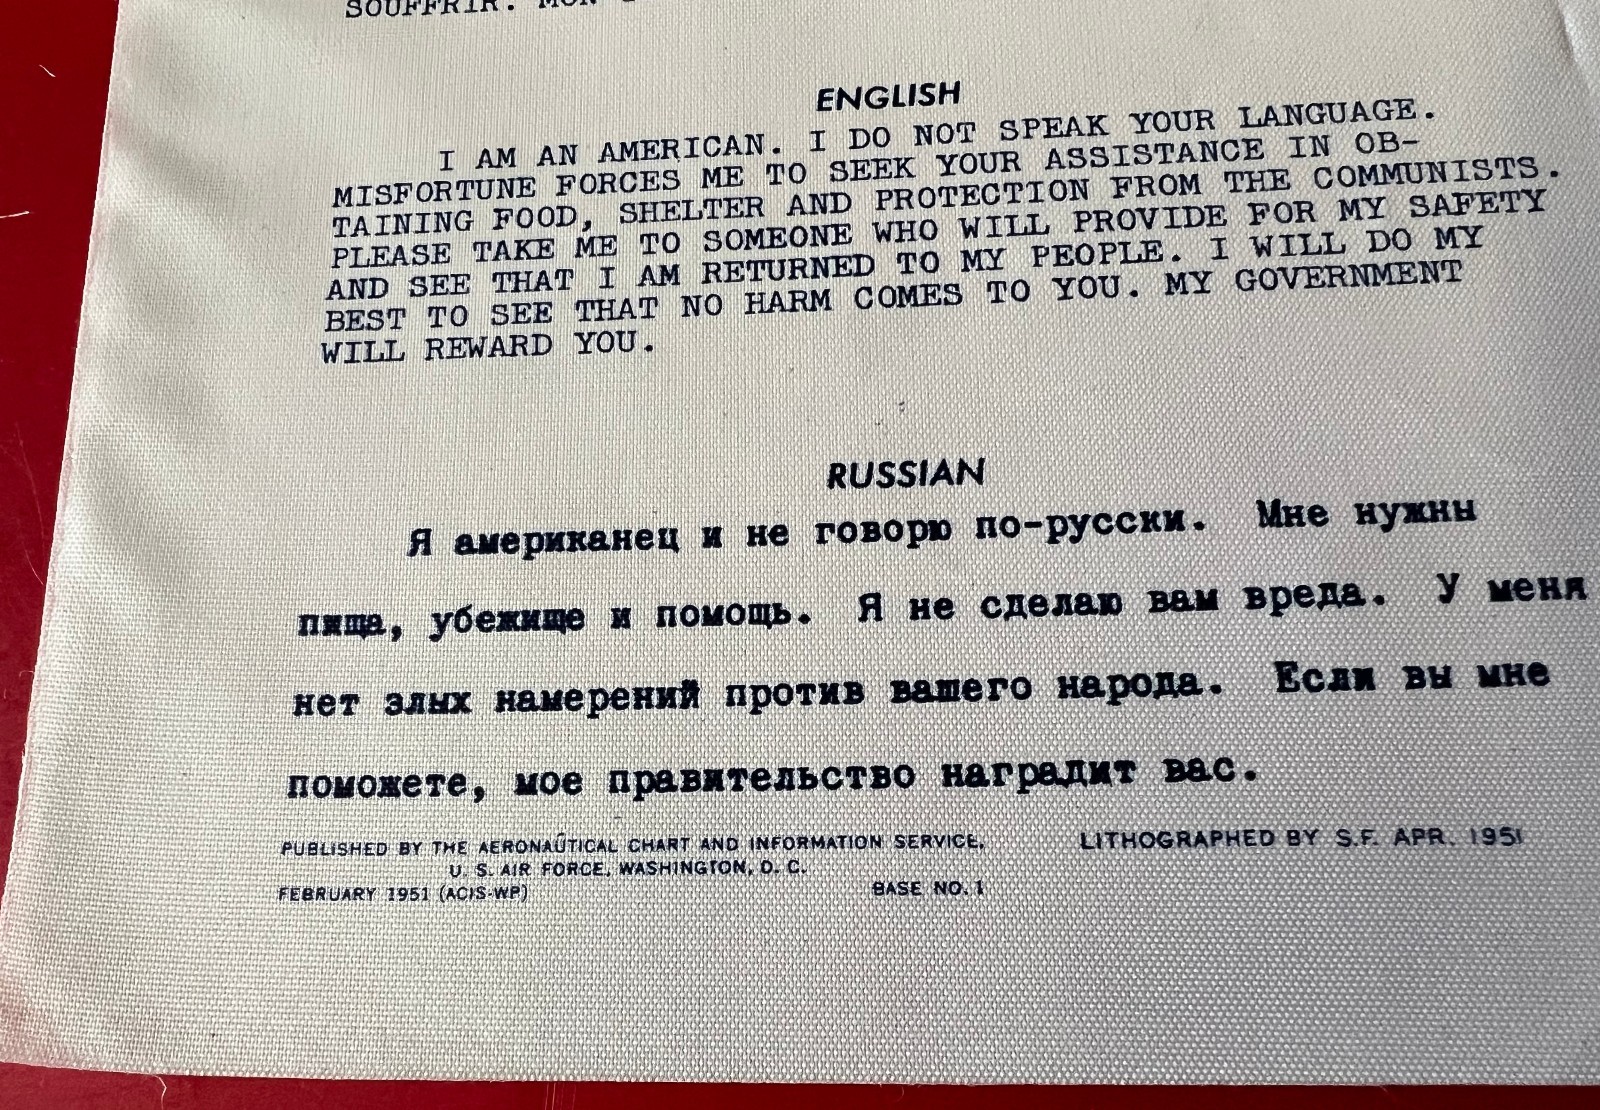 SOUFFRIR. MON
ENGLISH
I AM AN AMERICAN. I DO NOT SPEAK YOUR LANGUAGE.
MISFORTUNE FORCES ME TO SEEK YOUR ASSISTANCE IN OB-
TAINING FOOD, SHELTER AND PROTECTION FROM THE COMMUNISTS.
PLEASE TAKE ME TO SOMEONE WHO WILL PROVIDE FOR MY SAFETY
AND SEE THAT I AM RETURNED TO MY PEOPLE. I WILL DO MY
BEST TO SEE THAT NO HARM COMES TO YOU. MY GOVERNMENT
WILL REWARD YOU.
RUSSIAN
Я американец и не говорю по-русски. Мне нужны
пища, убежище и помощь. Я не сделаю вам вреда. У меня
нет злых намерений против вашего народа. Если вы мне
поможете, мое правительство наградит вас.
PUBLISHED BY THE AERONAUTICAL CHART AND INFORMATION SERVICE,
U. S. AIR FORCE, WASHINGTON, D. C.
FEBRUARY 1951 (ACIS-WP) BASE NO. 1
LITHOGRAPHED BY S.F. APR. 1951